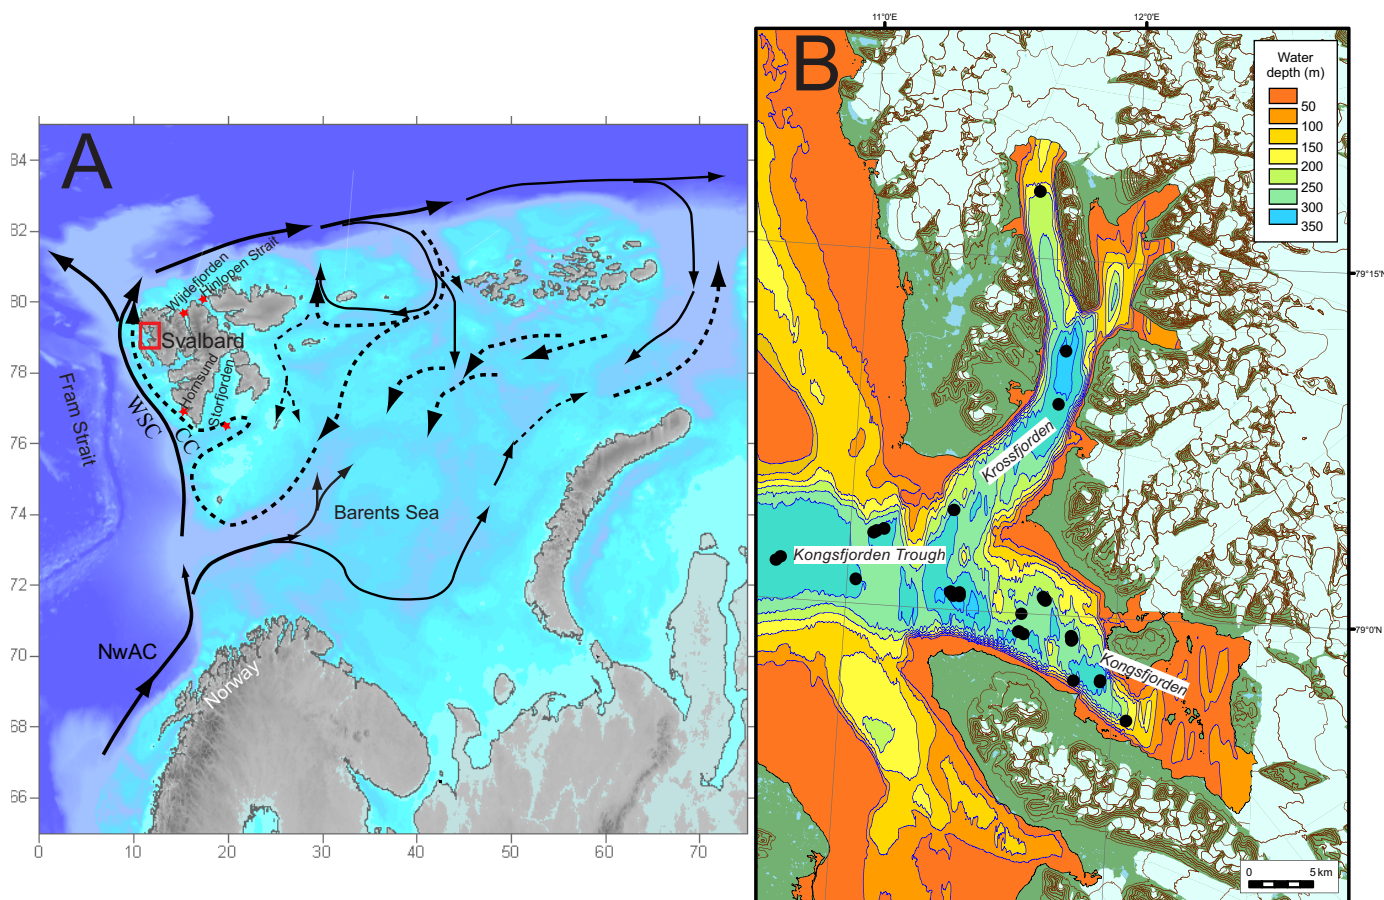 A
84
82
80
78
76
74
72
70
68
66
0
10
20
30
40
50
60
70
Wijdefjorden
Hinlopen Strait
Svalbard
Hornsund
Storfjorden
Fram Strait
WSC
CC
Barents Sea
NwAC
Norway
B
11°0'E
12°0'E
Water
depth (m)
50
100
150
200
250
300
350
79°15'N
79°0'N
Krossfjorden
Kongsfjorden Trough
Kongsfjorden
0 5 km